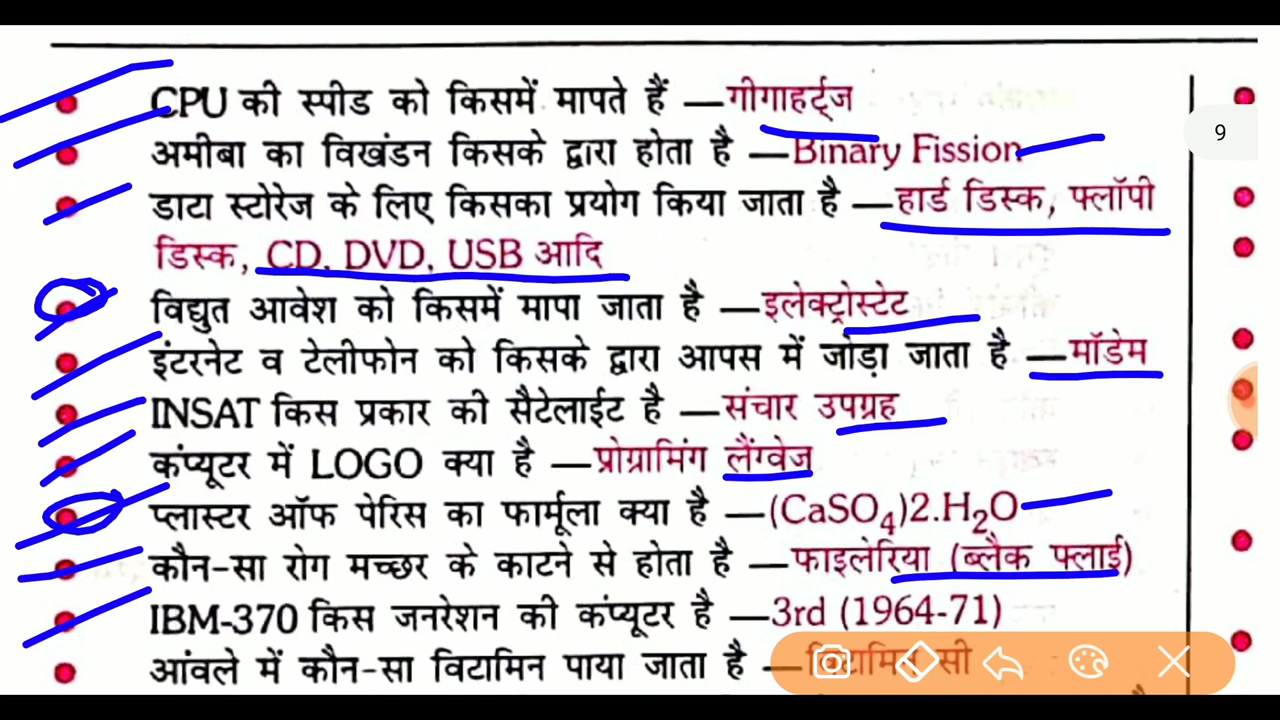 CPU की स्पीड को किसमें मापते हैं —गीगाहर्ट्ज
9
अमीबा का विखंडन किसके द्वारा होता है —Binary Fission
डाटा स्टोरेज के लिए किसका प्रयोग किया जाता है —हार्ड डिस्क, फ्लॉपी
डिस्क, CD, DVD, USB आदि
विद्युत आवेश को किसमें मापा जाता है —इलेक्ट्रोस्टेट
इंटरनेट व टेलीफोन को किसके द्वारा आपस में जोड़ा जाता है —मॉडेम
INSAT किस प्रकार की सैटेलाईट है —संचार उपग्रह
कंप्यूटर में LOGO क्या है —प्रोग्रामिंग लैंग्वेज
प्लास्टर ऑफ पेरिस का फार्मूला क्या है —(CaSO₄)2.H₂O
कौन-सा रोग मच्छर के काटने से होता है —फाइलेरिया (ब्लैक फ्लाई)
IBM-370 किस जनरेशन की कंप्यूटर है —3rd (1964-71)
आंवले में कौन-सा विटामिन पाया जाता है —विटामिन सी